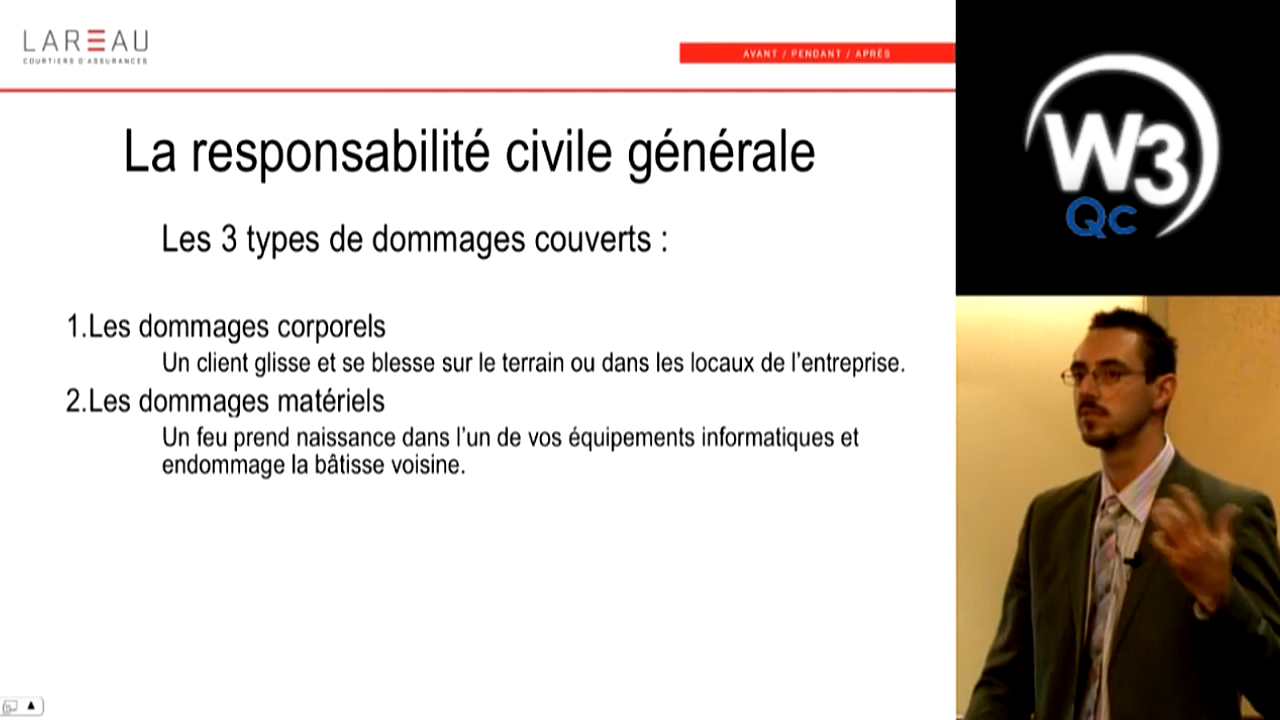 LAREAU
COURTIERS D'ASSURANCES
AVANT / PENDANT / APRÈS
La responsabilité civile générale
Les 3 types de dommages couverts :
1.Les dommages corporels
Un client glisse et se blesse sur le terrain ou dans les locaux de l'entreprise.
2.Les dommages matériels
Un feu prend naissance dans l'un de vos équipements informatiques et
endommage la bâtisse voisine.
W3
Qc